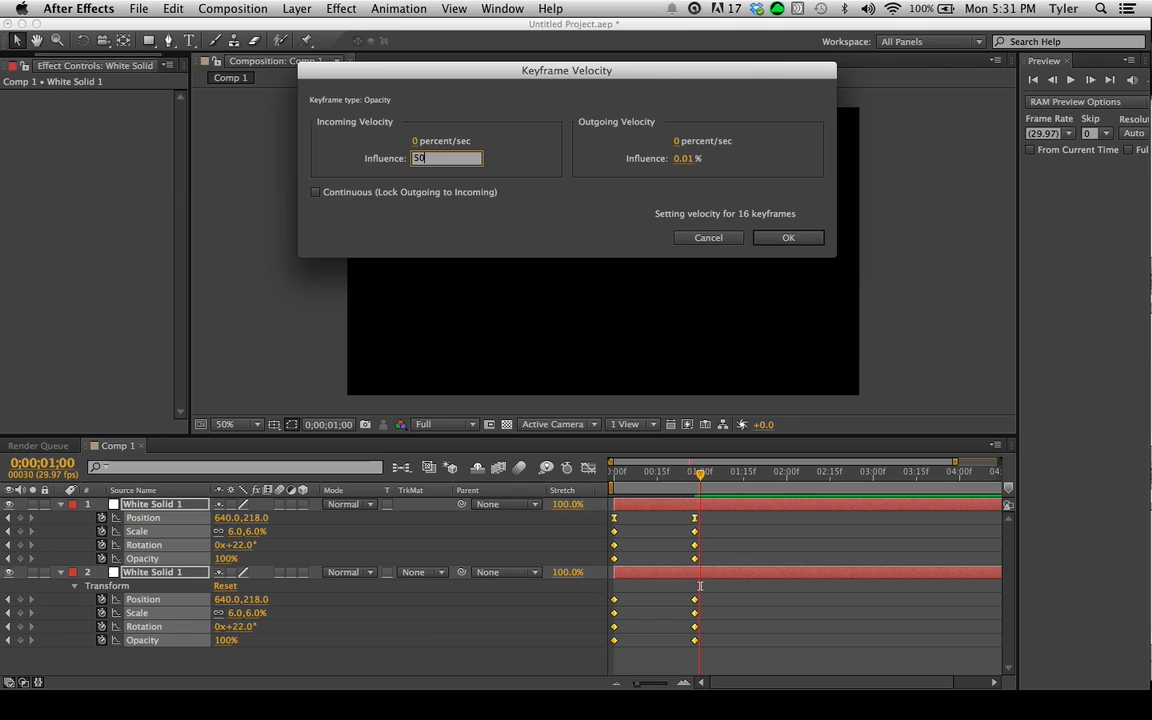 After Effects File Edit Composition Layer Effect Animation View Window Help 17 100% Mon 5:31 PM Tyler
Untitled Project.aep *
Workspace: All Panels Search Help
Effect Controls: White Solid Composition: Comp 1 Preview
Comp 1 • White Solid 1
Comp 1
Keyframe Velocity
Keyframe type: Opacity
Incoming Velocity
0 percent/sec
Influence: 50
Outgoing Velocity
0 percent/sec
Influence: 0.01 %
Continuous (Lock Outgoing to Incoming)
Setting velocity for 16 keyframes
Cancel OK
RAM Preview Options
Frame Rate Skip
(29.97) 0 Auto
From Current Time
50% 0;00;01;00 Full Active Camera 1 View +0.0
Render Queue Comp 1
0;00;01;00
00030 (29.97 fps)
00:15f 01:00f 01:15f 02:00f 02:15f 03:00f 03:15f 04:00f
# Source Name Mode T TrkMat Parent Stretch
1 White Solid 1 Normal None 100.0%
Position 640.0,218.0
Scale 6.0,6.0%
Rotation 0x+22.0°
Opacity 100%
2 White Solid 1 Normal None None 100.0%
Transform Reset
Position 640.0,218.0
Scale 6.0,6.0%
Rotation 0x+22.0°
Opacity 100%